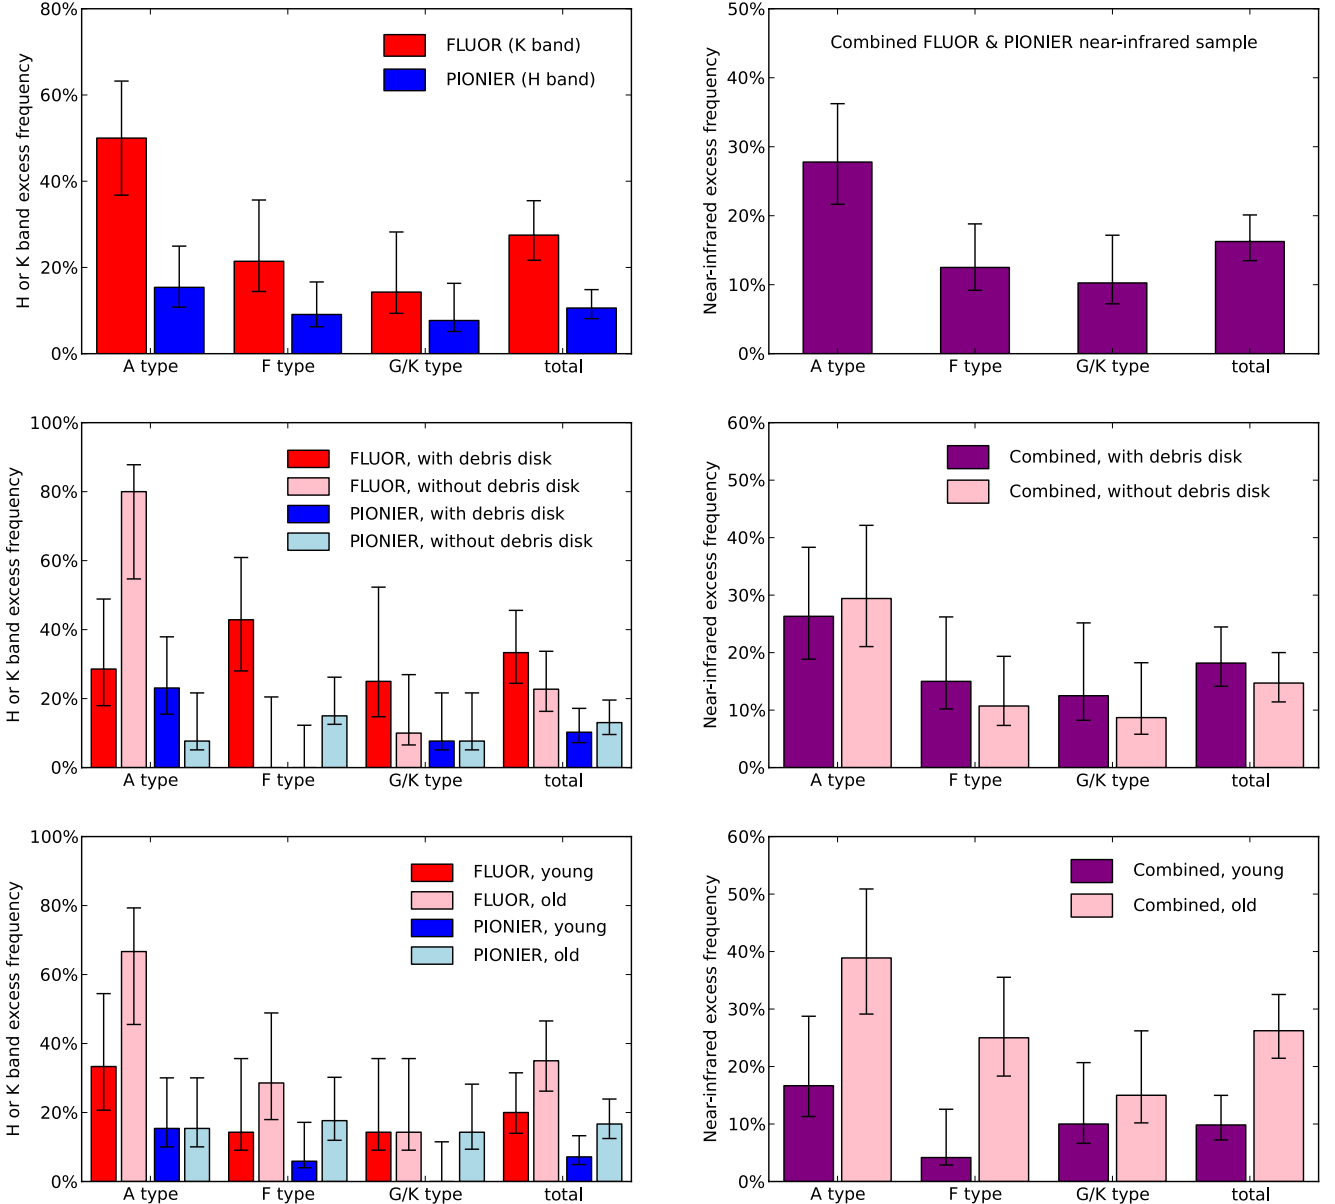 H or K band excess frequency
80%
60%
40%
20%
0%
FLUOR (K band)
PIONIER (H band)
A type
F type
G/K type
total
Near-infrared excess frequency
50%
40%
30%
20%
10%
0%
Combined FLUOR & PIONIER near-infrared sample
A type
F type
G/K type
total
H or K band excess frequency
100%
80%
60%
40%
20%
0%
FLUOR, with debris disk
FLUOR, without debris disk
PIONIER, with debris disk
PIONIER, without debris disk
A type
F type
G/K type
total
Near-infrared excess frequency
60%
50%
40%
30%
20%
10%
0%
Combined, with debris disk
Combined, without debris disk
A type
F type
G/K type
total
H or K band excess frequency
100%
80%
60%
40%
20%
0%
FLUOR, young
FLUOR, old
PIONIER, young
PIONIER, old
A type
F type
G/K type
total
Near-infrared excess frequency
60%
50%
40%
30%
20%
10%
0%
Combined, young
Combined, old
A type
F type
G/K type
total